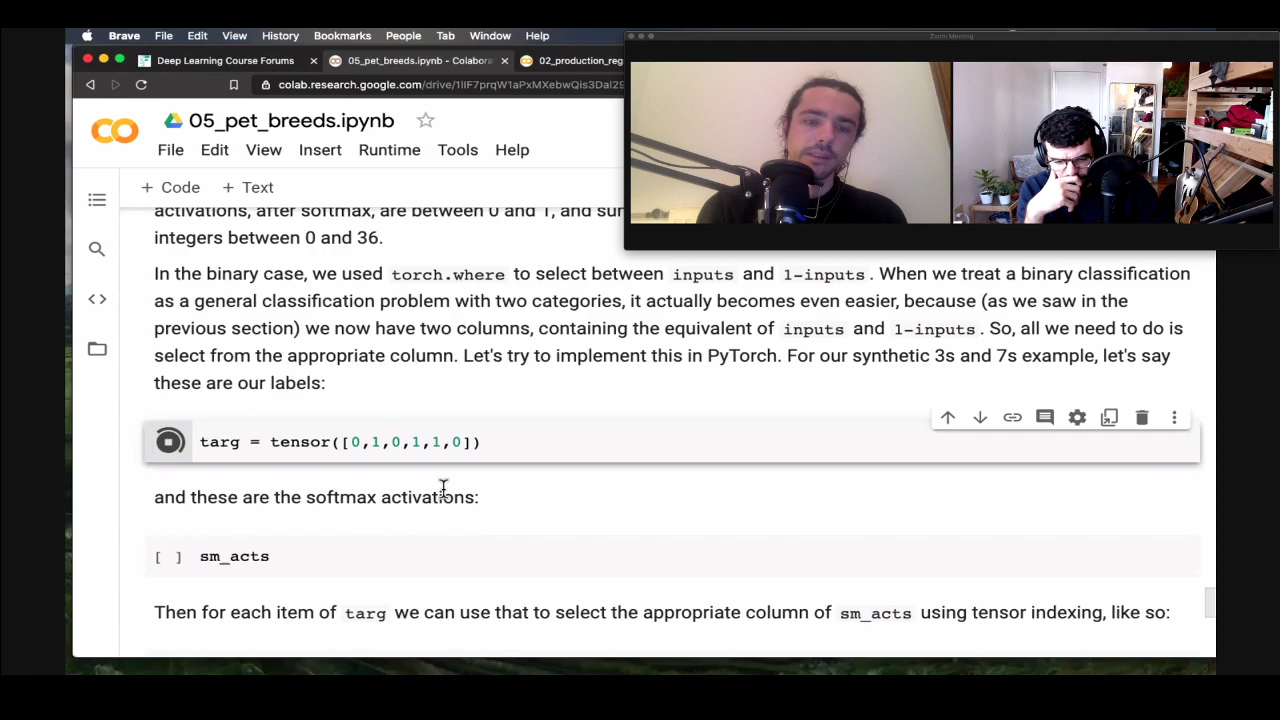 Brave File Edit View History Bookmarks People Tab Window Help
Zoom Meeting
Deep Learning Course Forums
05_pet_breeds.ipynb - Colabora
02_production_reg
colab.research.google.com/drive/
05_pet_breeds.ipynb
File Edit View Insert Runtime Tools Help
+ Code + Text
activations, after softmax, are between 0 and 1, and sur
integers between 0 and 36.
In the binary case, we used torch.where to select between inputs and 1-inputs. When we treat a binary classification
as a general classification problem with two categories, it actually becomes even easier, because (as we saw in the
previous section) we now have two columns, containing the equivalent of inputs and 1-inputs. So, all we need to do is
select from the appropriate column. Let's try to implement this in PyTorch. For our synthetic 3s and 7s example, let's say
these are our labels:
targ = tensor([0,1,0,1,1,0])
and these are the softmax activations:
[ ] sm_acts
Then for each item of targ we can use that to select the appropriate column of sm_acts using tensor indexing, like so: